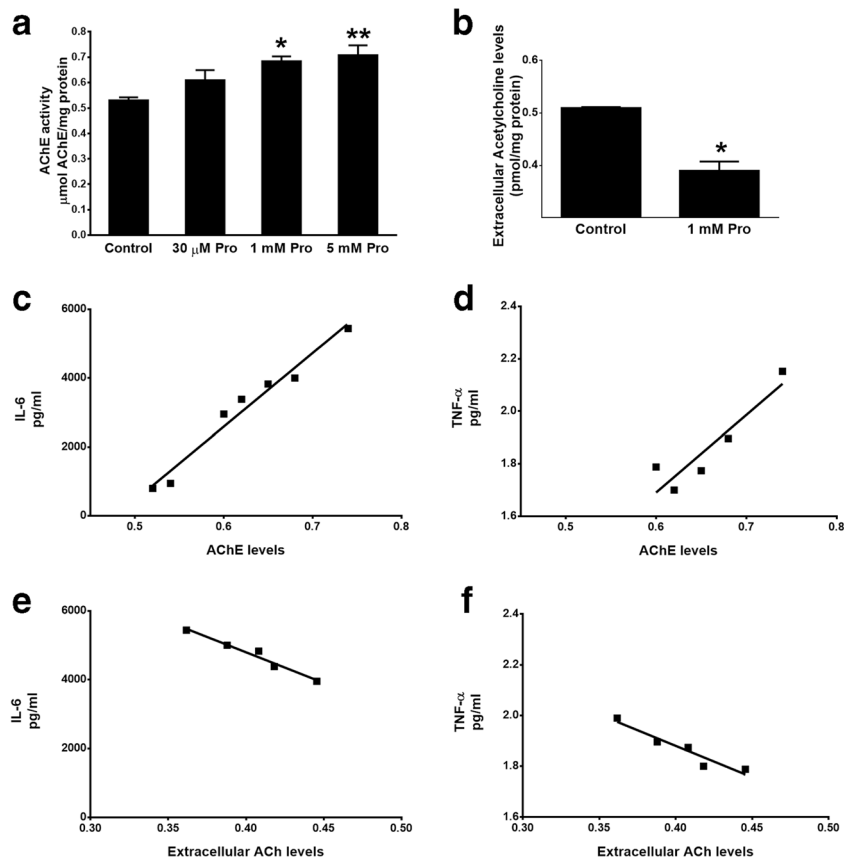 a
AChE activity
μmol AChE/mg protein
0.8
0.7
0.6
0.5
0.4
0.3
0.2
0.1
0.0
*
**
Control
30 μM Pro
1 mM Pro
5 mM Pro
b
Extracellular Acetylcholine levels
(pmol/mg protein)
0.6
0.5
0.4
*
Control
1 mM Pro
c
IL-6
pg/ml
6000
4000
2000
0
0.5
0.6
0.7
0.8
AChE levels
d
TNF-α
pg/ml
2.4
2.2
2.0
1.8
1.6
0.5
0.6
0.7
0.8
AChE levels
e
IL-6
pg/ml
6000
4000
2000
0
0.30
0.35
0.40
0.45
0.50
Extracellular ACh levels
f
TNF-α
pg/ml
2.4
2.2
2.0
1.8
1.6
0.30
0.35
0.40
0.45
0.50
Extracellular ACh levels